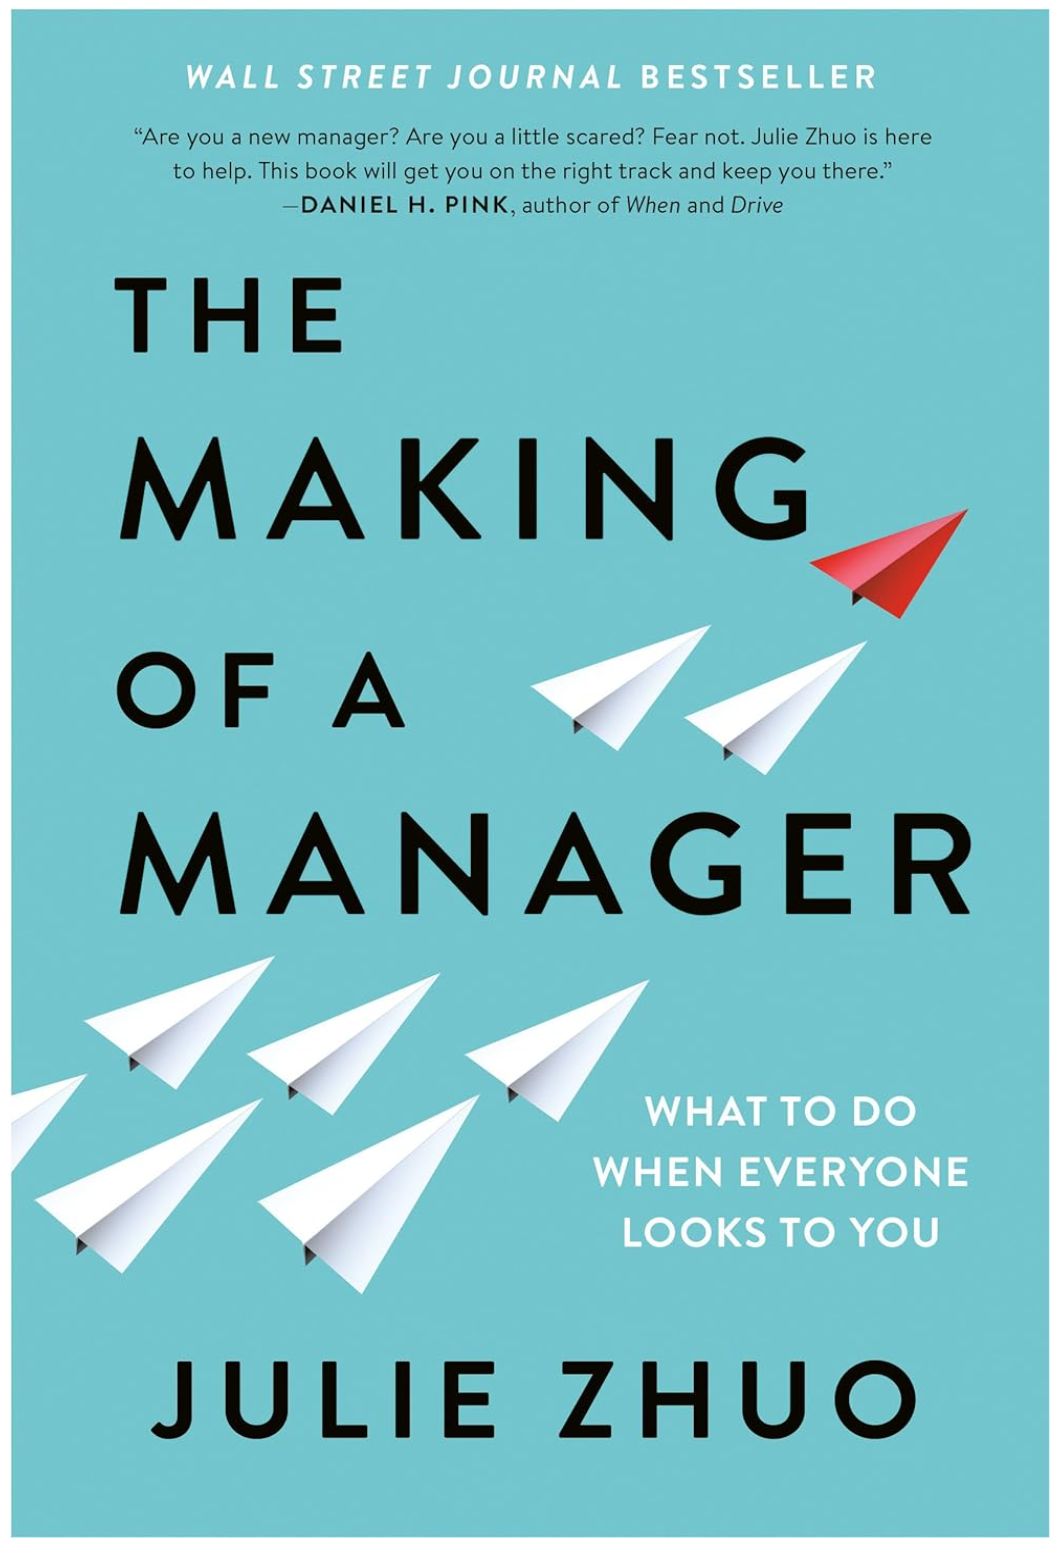 WALL STREET JOURNAL BESTSELLER
“Are you a new manager? Are you a little scared? Fear not. Julie Zhuo is here
to help. This book will get you on the right track and keep you there.”
—DANIEL H. PINK, author of When and Drive
THE
MAKING
OF A
MANAGER
WHAT TO DO
WHEN EVERYONE
LOOKS TO YOU
JULIE ZHUO